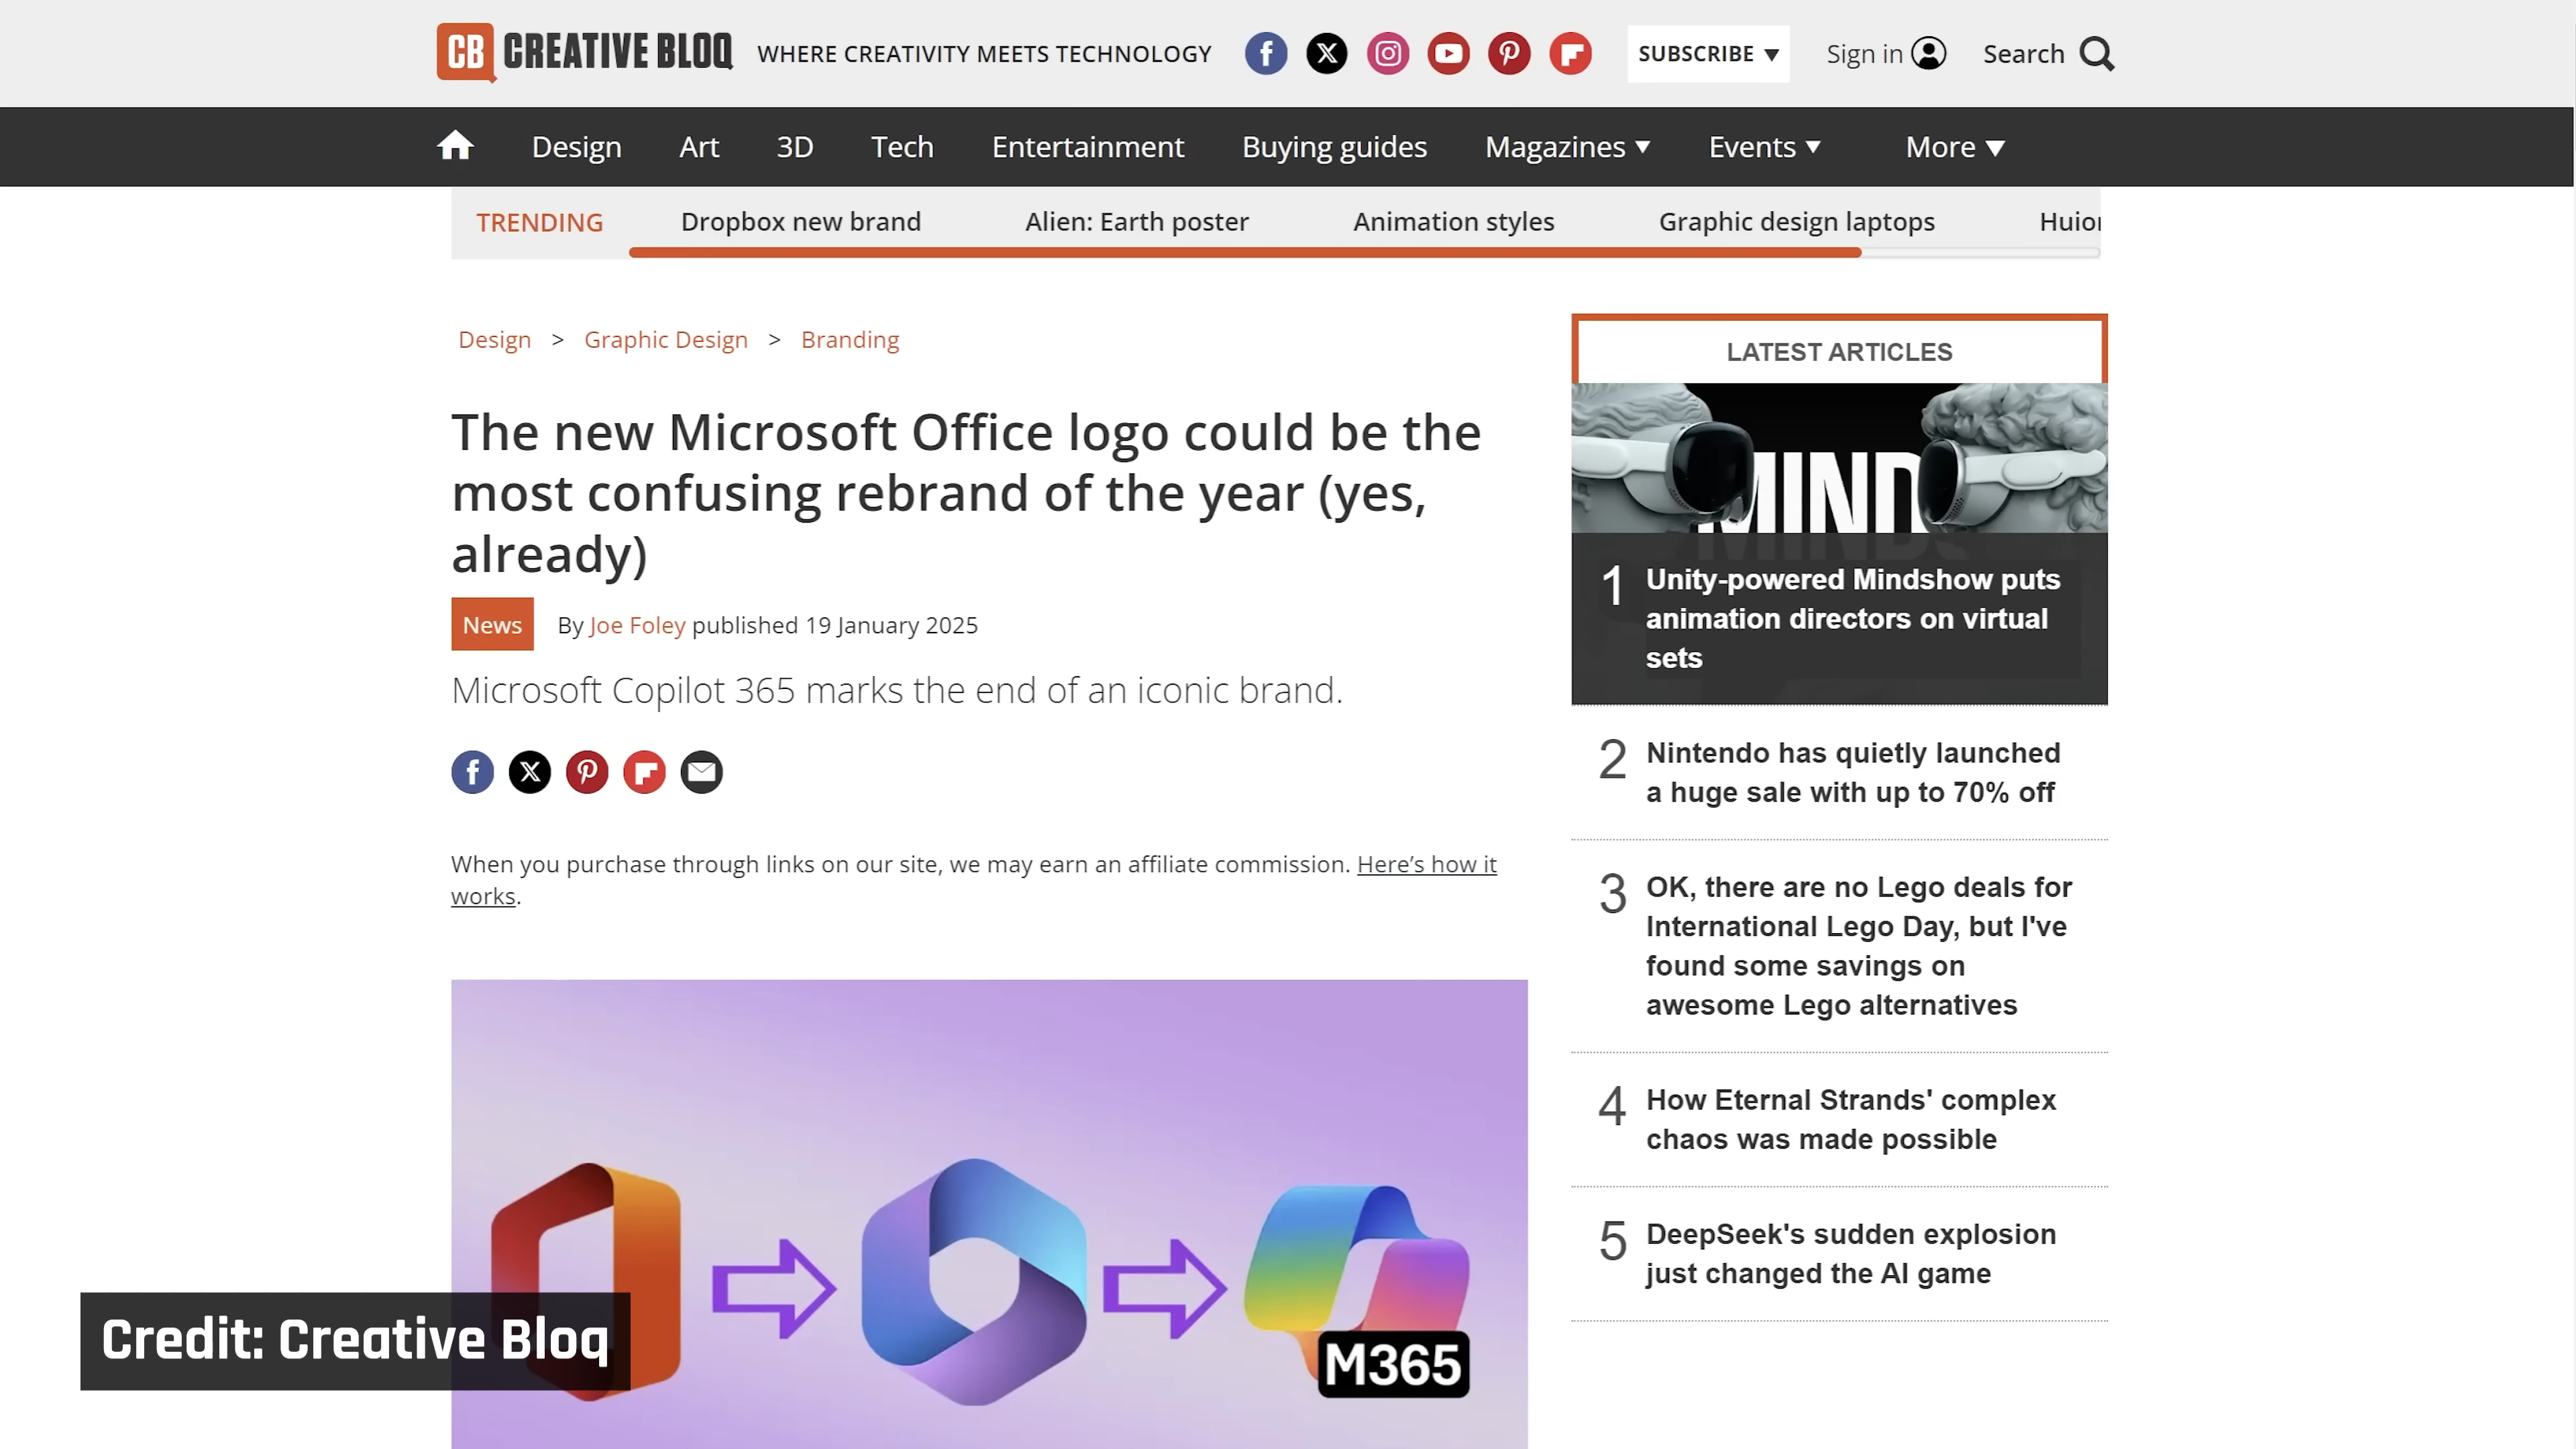 CB CREATIVE BLOQ WHERE CREATIVITY MEETS TECHNOLOGY SUBSCRIBE Sign in Search
Design Art 3D Tech Entertainment Buying guides Magazines Events More
TRENDING Dropbox new brand Alien: Earth poster Animation styles Graphic design laptops
Design > Graphic Design > Branding
The new Microsoft Office logo could be the
most confusing rebrand of the year (yes,
already)
News By Joe Foley published 19 January 2025
Microsoft Copilot 365 marks the end of an iconic brand.
When you purchase through links on our site, we may earn an affiliate commission. Here’s how it
works.
M365
Credit: Creative Bloq
LATEST ARTICLES
1 Unity-powered Mindshow puts
animation directors on virtual
sets
2 Nintendo has quietly launched
a huge sale with up to 70% off
3 OK, there are no Lego deals for
International Lego Day, but I've
found some savings on
awesome Lego alternatives
4 How Eternal Strands' complex
chaos was made possible
5 DeepSeek's sudden explosion
just changed the AI game